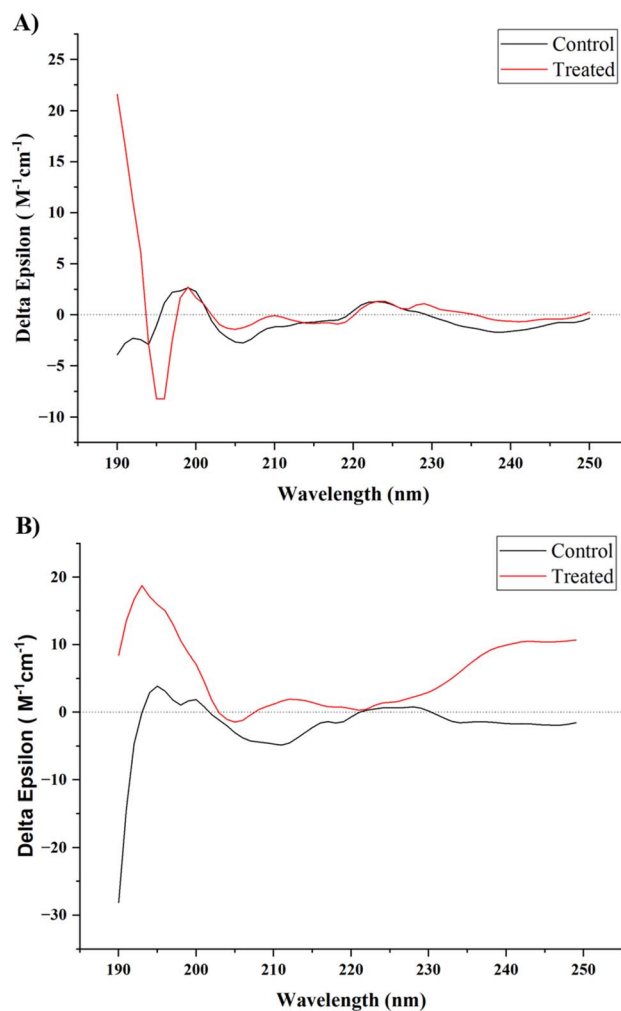 A)
Control
Treated
Delta Epsilon ( M⁻¹cm⁻¹)
25
20
15
10
5
0
−5
−10
190 200 210 220 230 240 250
Wavelength (nm)
B)
Control
Treated
Delta Epsilon ( M⁻¹cm⁻¹)
20
10
0
−10
−20
−30
190 200 210 220 230 240 250
Wavelength (nm)